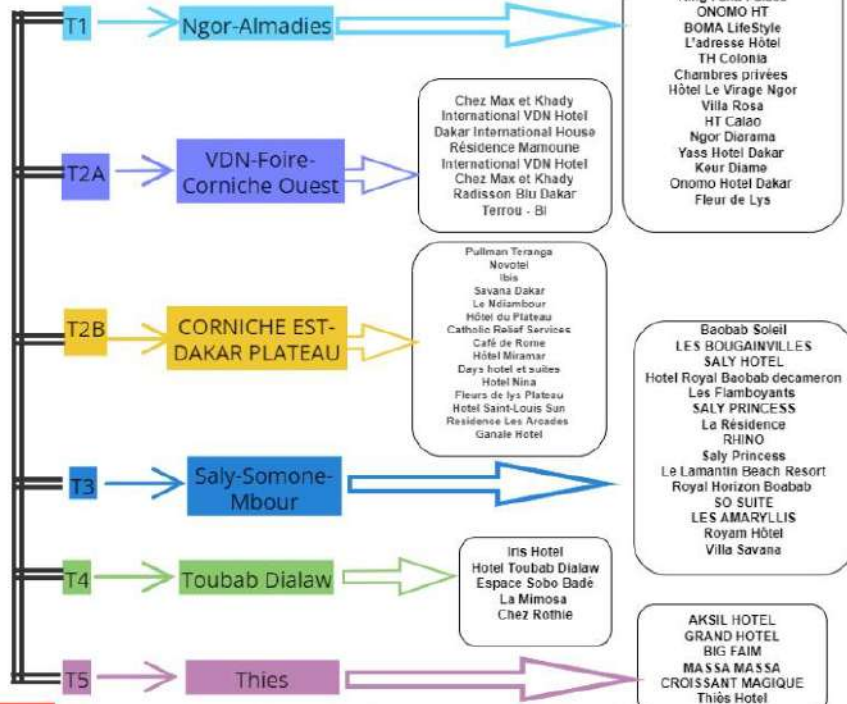 T1
Ngor-Almadies
ONOMO HT
BOMA LifeStyle
L'adresse Hôtel
TH Colonia
Chambres privées
Hôtel Le Virage Ngor
Villa Rosa
HT Calao
Ngor Diarama
Yass Hotel Dakar
Keur Diame
Onomo Hotel Dakar
Fleur de Lys
T2A
VDN-Foire-
Corniche Ouest
Chez Max et Khady
International VDN Hotel
Dakar International House
Résidence Mamoune
International VDN Hotel
Chez Max et Khady
Radisson Blu Dakar
Terrou - BI
T2B
CORNICHE EST-
DAKAR PLATEAU
Pullman Teranga
Novotel
Ibis
Savana Dakar
Le Ndiambour
Hôtel du Plateau
Catholic Relief Services
Café de Rome
Hôtel Miramar
Days hotel et suites
Hotel Nina
Fleurs de lys Plateau
Hotel Saint-Louis Sun
Residence Les Arcades
Ganale Hotel
T3
Saly-Somone-
Mbour
Baobab Soleil
LES BOUGAINVILLES
SALY HOTEL
Hotel Royal Baobab decameron
Les Flamboyants
SALY PRINCESS
La Résidence
RHINO
Saly Princess
Le Lamantin Beach Resort
Royal Horizon Boabab
SO SUITE
LES AMARYLLIS
Royam Hôtel
Villa Savana
T4
Toubab Dialaw
Iris Hotel
Hotel Toubab Dialaw
Espace Sobo Badè
La Mimosa
Chez Rothie
T5
Thies
AKSIL HOTEL
GRAND HOTEL
BIG FAIM
MASSA MASSA
CROISSANT MAGIQUE
Thiès Hotel